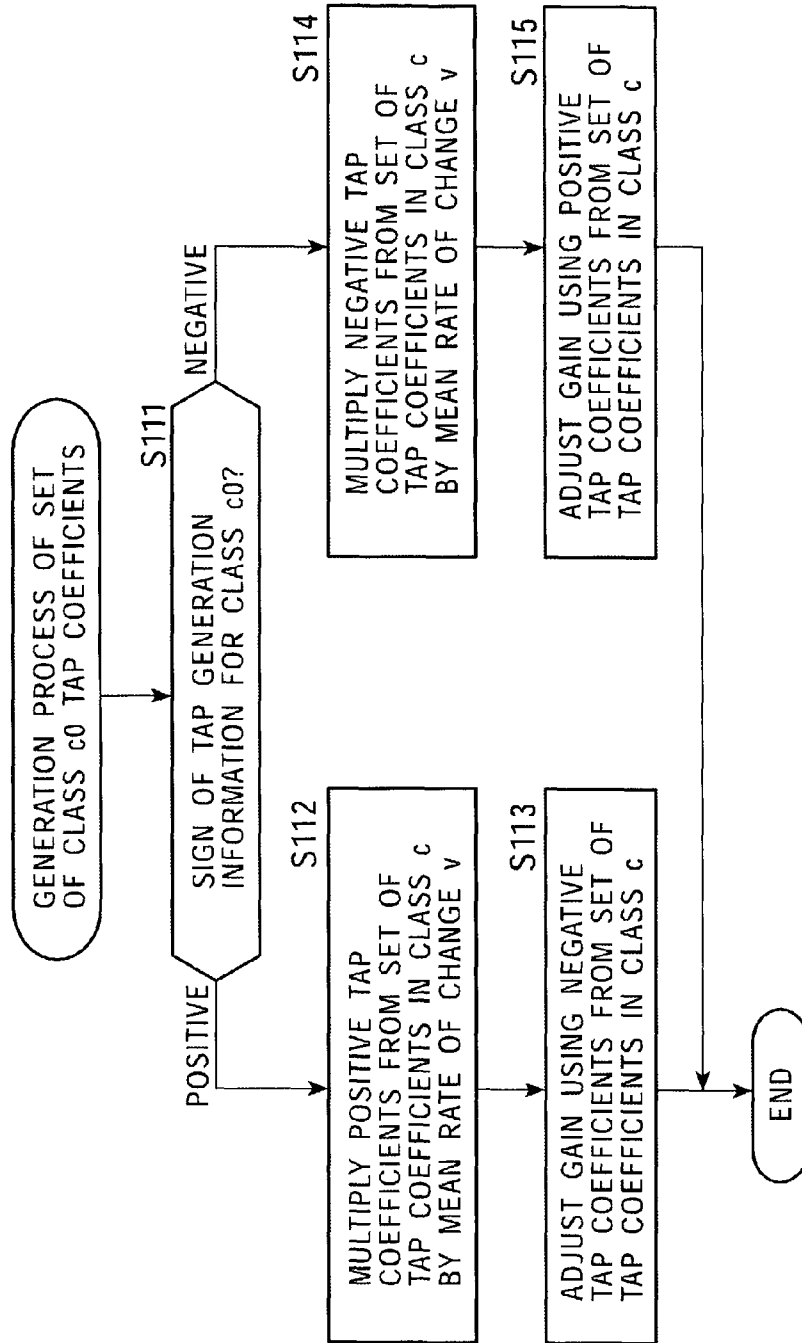 GENERATION PROCESS OF SET
OF CLASS c0 TAP COEFFICIENTS
S111
SIGN OF TAP GENERATION
INFORMATION FOR CLASS c0?
POSITIVE
NEGATIVE
S112
MULTIPLY POSITIVE TAP
COEFFICIENTS FROM SET OF
TAP COEFFICIENTS IN CLASS c
BY MEAN RATE OF CHANGE v
S113
ADJUST GAIN USING NEGATIVE
TAP COEFFICIENTS FROM SET OF
TAP COEFFICIENTS IN CLASS c
S114
MULTIPLY NEGATIVE TAP
COEFFICIENTS FROM SET OF
TAP COEFFICIENTS IN CLASS c
BY MEAN RATE OF CHANGE v
S115
ADJUST GAIN USING POSITIVE
TAP COEFFICIENTS FROM SET OF
TAP COEFFICIENTS IN CLASS c
END